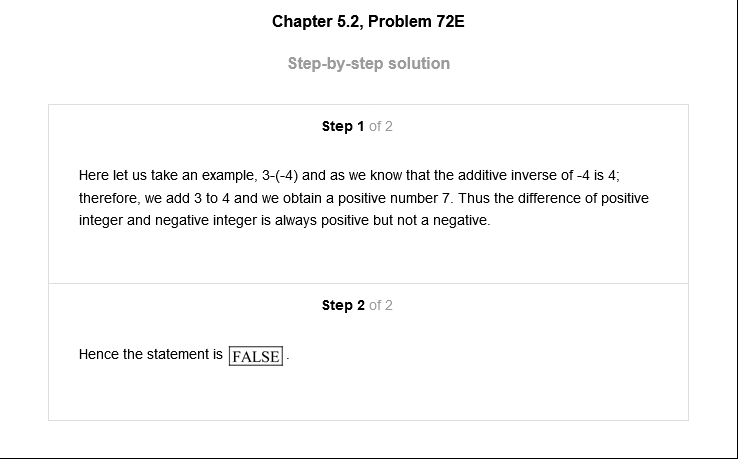 Chapter 5.2, Problem 72E
Step-by-step solution
Step 1 of 2
Here let us take an example, 3-(-4) and as we know that the additive inverse of -4 is 4;
therefore, we add 3 to 4 and we obtain a positive number 7. Thus the difference of positive
integer and negative integer is always positive but not a negative.
Step 2 of 2
Hence the statement is FALSE.